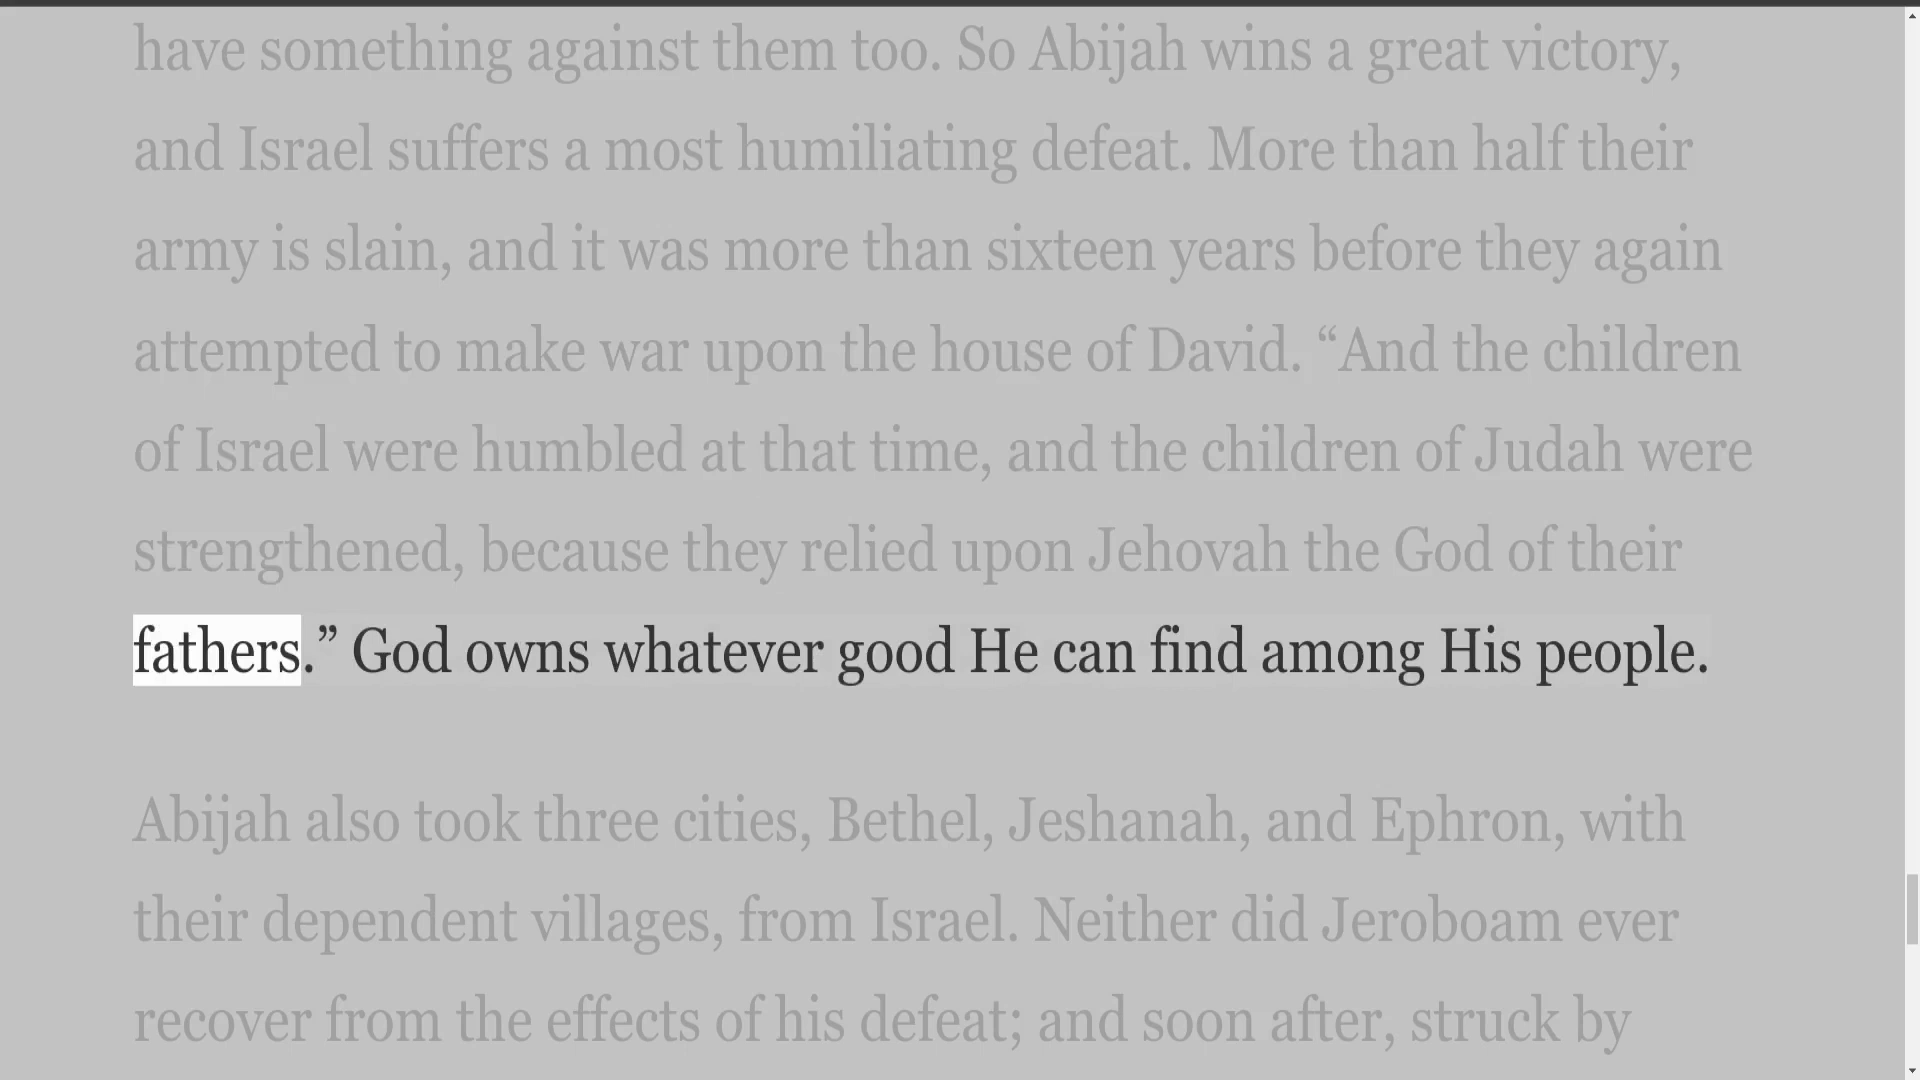 have something against them too. So Abijah wins a great victory,
and Israel suffers a most humiliating defeat. More than half their
army is slain, and it was more than sixteen years before they again
attempted to make war upon the house of David. “And the children
of Israel were humbled at that time, and the children of Judah were
strengthened, because they relied upon Jehovah the God of their
fathers.” God owns whatever good He can find among His people.
Abijah also took three cities, Bethel, Jeshanah, and Ephron, with
their dependent villages, from Israel. Neither did Jeroboam ever
recover from the effects of his defeat; and soon after, struck by